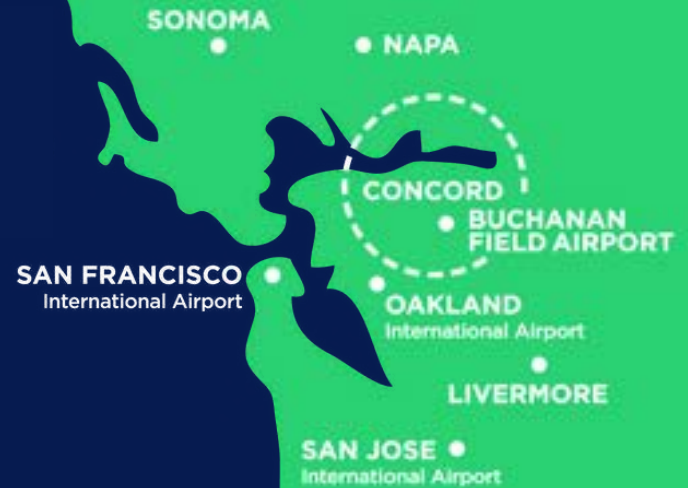 SONOMA
NAPA
CONCORD
BUCHANAN
FIELD AIRPORT
SAN FRANCISCO
International Airport
OAKLAND
International Airport
LIVERMORE
SAN JOSE
International Airport